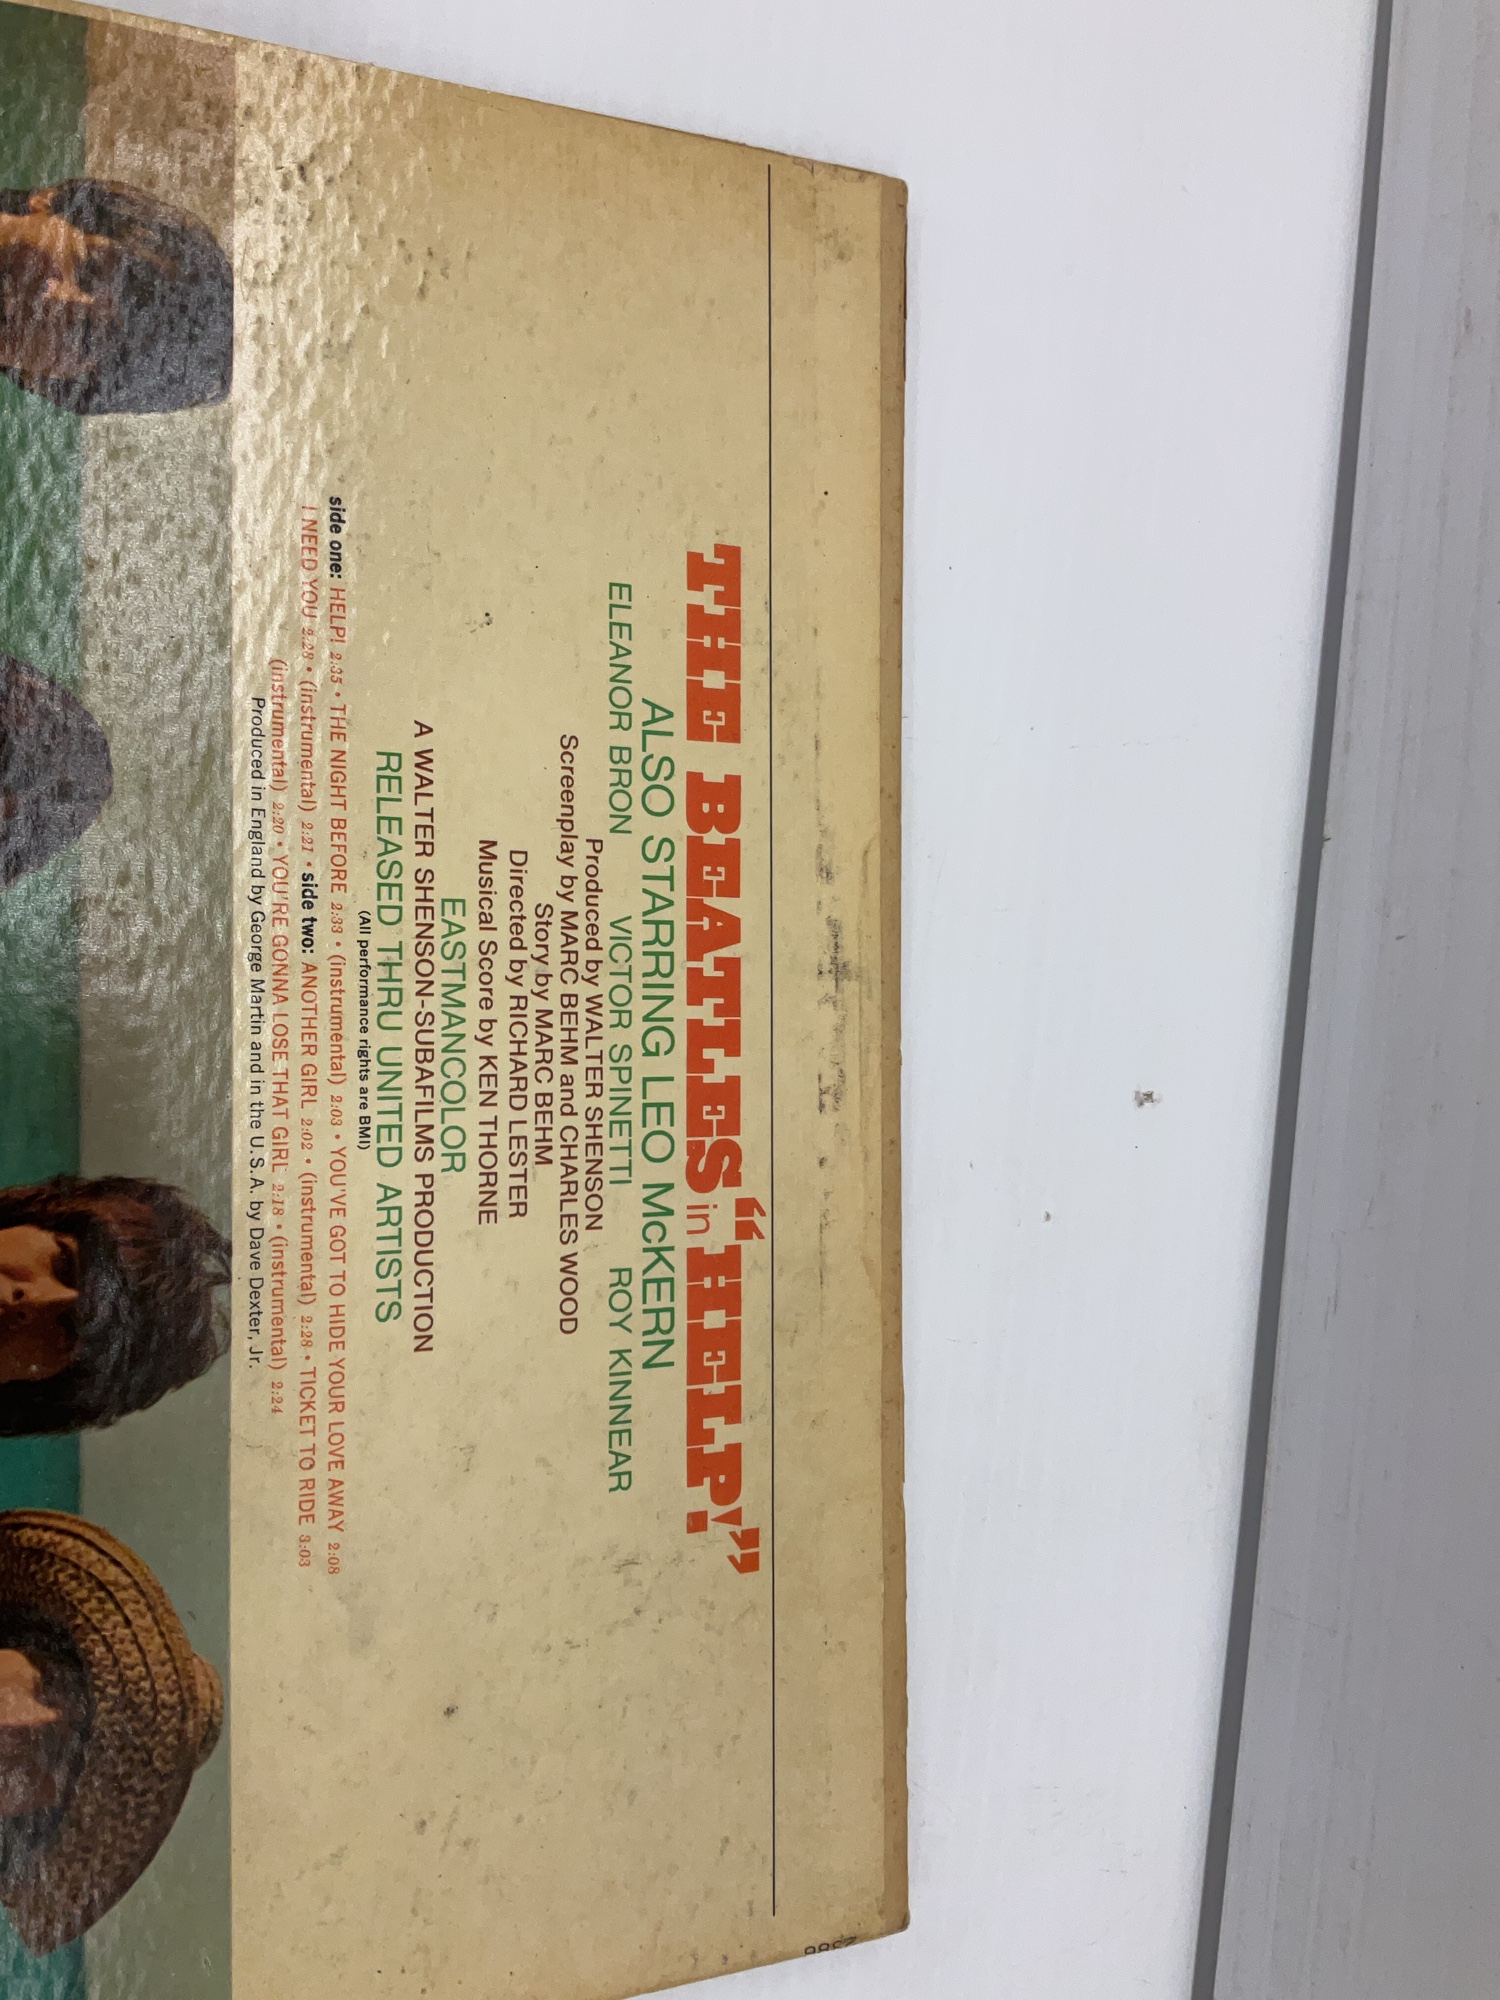 THE BEATLES in "HELP!"
ALSO STARRING LEO McKERN
ELEANOR BRON VICTOR SPINETTI ROY KINNEAR
Produced by WALTER SHENSON
Screenplay by MARC BEHM and CHARLES WOOD
Story by MARC BEHM
Directed by RICHARD LESTER
Musical Score by KEN THORNE
EASTMANCOLOR
A WALTER SHENSON-SUBAFILMS PRODUCTION
RELEASED THRU UNITED ARTISTS
(All performance rights are BMI)
side one: HELP! 2:35 • THE NIGHT BEFORE 2:33 • (instrumental) 2:03 • YOU'VE GOT TO HIDE YOUR LOVE AWAY 2:08
I NEED YOU 2:28 • (instrumental) 2:21 • side two: ANOTHER GIRL 2:02 • (instrumental) 2:28 • TICKET TO RIDE 3:03
(instrumental) 2:20 • YOU'RE GONNA LOSE THAT GIRL 2:18 • (instrumental) 2:24
Produced in England by George Martin and in the U.S.A. by Dave Dexter, Jr.